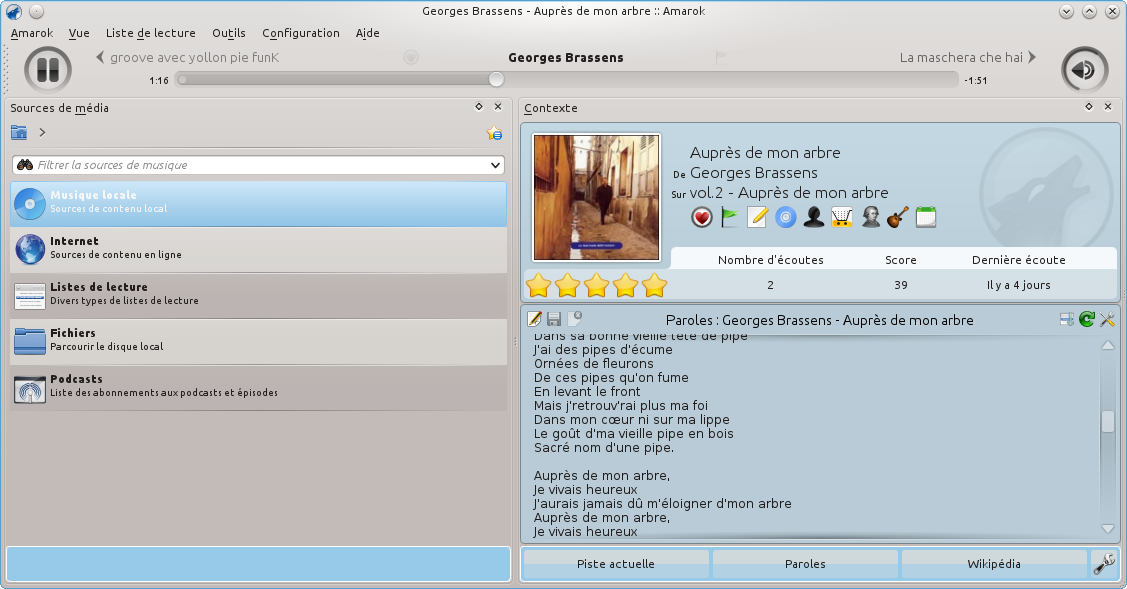 Georges Brassens - Auprès de mon arbre :: Amarok
Amarok Vue Liste de lecture Outils Configuration Aide
groove avec yollon pie funK
Georges Brassens
La maschera che hai
1:16
-1:51
Sources de média
Filtrer la sources de musique
Musique locale
Sources de contenu local
Internet
Sources de contenu en ligne
Listes de lecture
Divers types de listes de lecture
Fichiers
Parcourir le disque local
Podcasts
Liste des abonnements aux podcasts et épisodes
Contexte
Auprès de mon arbre
De Georges Brassens
Sur vol.2 - Auprès de mon arbre
Nombre d'écoutes Score Dernière écoute
2 39 Il y a 4 jours
Paroles : Georges Brassens - Auprès de mon arbre
Dans sa bonne vieille tête de pipe
J'ai des pipes d'écume
Ornées de fleurons
De ces pipes qu'on fume
En levant le front
Mais j'retrouv'rai plus ma foi
Dans mon cœur ni sur ma lippe
Le goût d'ma vieille pipe en bois
Sacré nom d'une pipe.
Auprès de mon arbre,
Je vivais heureux
J'aurais jamais dû m'éloigner d'mon arbre
Auprès de mon arbre,
Je vivais heureux
Piste actuelle Paroles Wikipédia